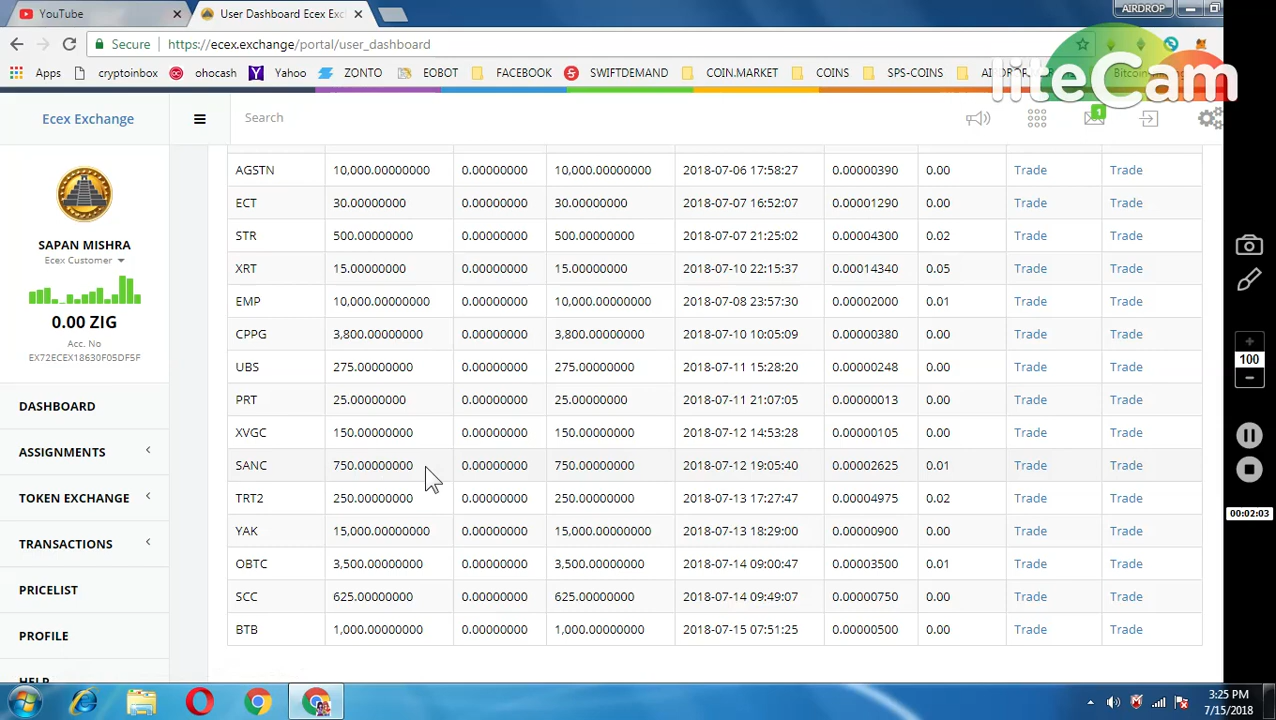 YouTube
User Dashboard Ecex Exc
AIRDROP
Secure
https://ecex.exchange/portal/user_dashboard
Apps
cryptoinbox
ohocash
Yahoo
ZONTO
EOBOT
FACEBOOK
SWIFTDEMAND
COIN.MARKET
COINS
SPS-COINS
liteCam
Ecex Exchange
Search
1
SAPAN MISHRA
Ecex Customer
0.00 ZIG
Acc. No
EX72ECEX18630F05DF5F
DASHBOARD
ASSIGNMENTS
TOKEN EXCHANGE
TRANSACTIONS
PRICELIST
PROFILE
HELP
AGSTN 10,000.00000000 0.00000000 10,000.00000000 2018-07-06 17:58:27 0.00000390 0.00 Trade Trade
ECT 30.00000000 0.00000000 30.00000000 2018-07-07 16:52:07 0.00001290 0.00 Trade Trade
STR 500.00000000 0.00000000 500.00000000 2018-07-07 21:25:02 0.00004300 0.02 Trade Trade
XRT 15.00000000 0.00000000 15.00000000 2018-07-10 22:15:37 0.00014340 0.05 Trade Trade
EMP 10,000.00000000 0.00000000 10,000.00000000 2018-07-08 23:57:30 0.00002000 0.01 Trade Trade
CPPG 3,800.00000000 0.00000000 3,800.00000000 2018-07-10 10:05:09 0.00000380 0.00 Trade Trade
UBS 275.00000000 0.00000000 275.00000000 2018-07-11 15:28:20 0.00000248 0.00 Trade Trade
PRT 25.00000000 0.00000000 25.00000000 2018-07-11 21:07:05 0.00000013 0.00 Trade Trade
XVGC 150.00000000 0.00000000 150.00000000 2018-07-12 14:53:28 0.00000105 0.00 Trade Trade
SANC 750.00000000 0.00000000 750.00000000 2018-07-12 19:05:40 0.00002625 0.01 Trade Trade
TRT2 250.00000000 0.00000000 250.00000000 2018-07-13 17:27:47 0.00004975 0.02 Trade Trade
YAK 15,000.00000000 0.00000000 15,000.00000000 2018-07-13 18:29:00 0.00000900 0.00 Trade Trade
OBTC 3,500.00000000 0.00000000 3,500.00000000 2018-07-14 09:00:47 0.00003500 0.01 Trade Trade
SCC 625.00000000 0.00000000 625.00000000 2018-07-14 09:49:07 0.00000750 0.00 Trade Trade
BTB 1,000.00000000 0.00000000 1,000.00000000 2018-07-15 07:51:25 0.00000500 0.00 Trade Trade
100
00:02:03
3:25 PM
7/15/2018